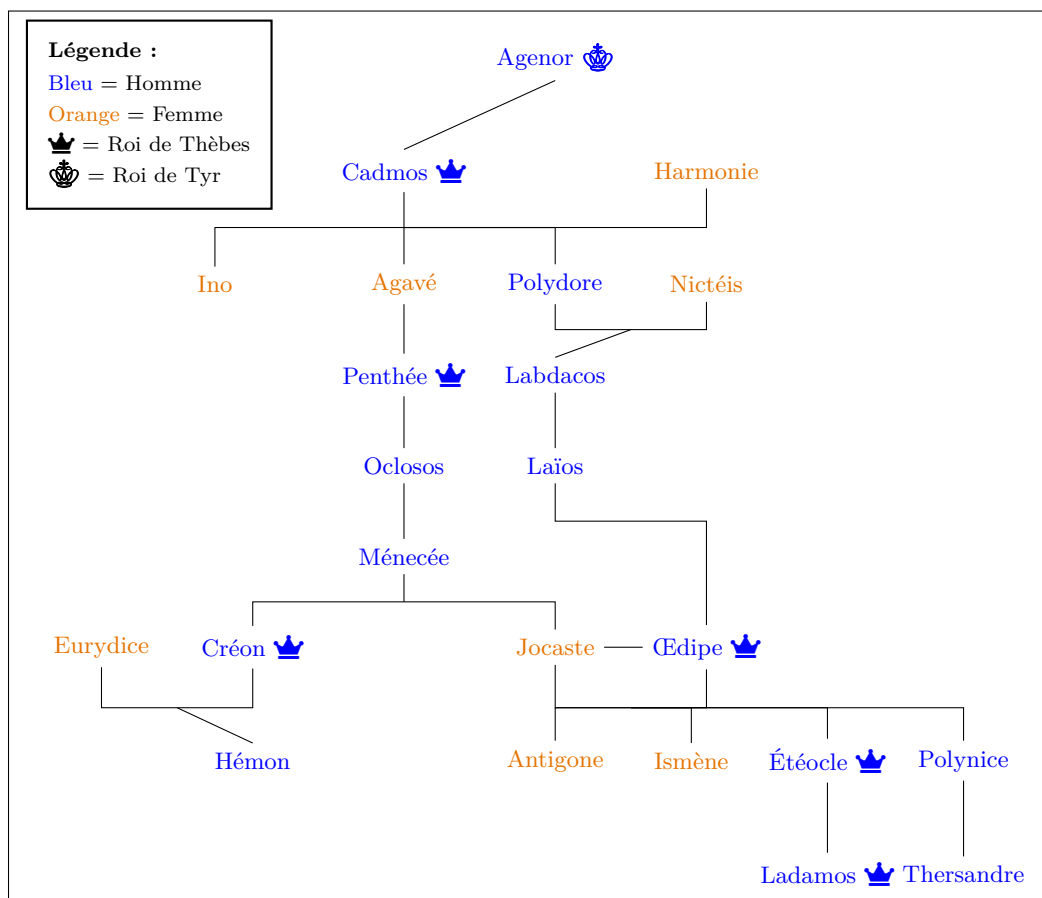 Légende :
Bleu = Homme
Orange = Femme
= Roi de Thèbes
= Roi de Tyr
Agenor
Cadmos Harmonie
Ino Agavé Polydore Nictéis
Penthée Labdacos
Oclosos Laïos
Ménecée
Eurydice Créon Jocaste Œdipe
Hémon Antigone Ismène Étéocle Polynice
Ladamos Thersandre